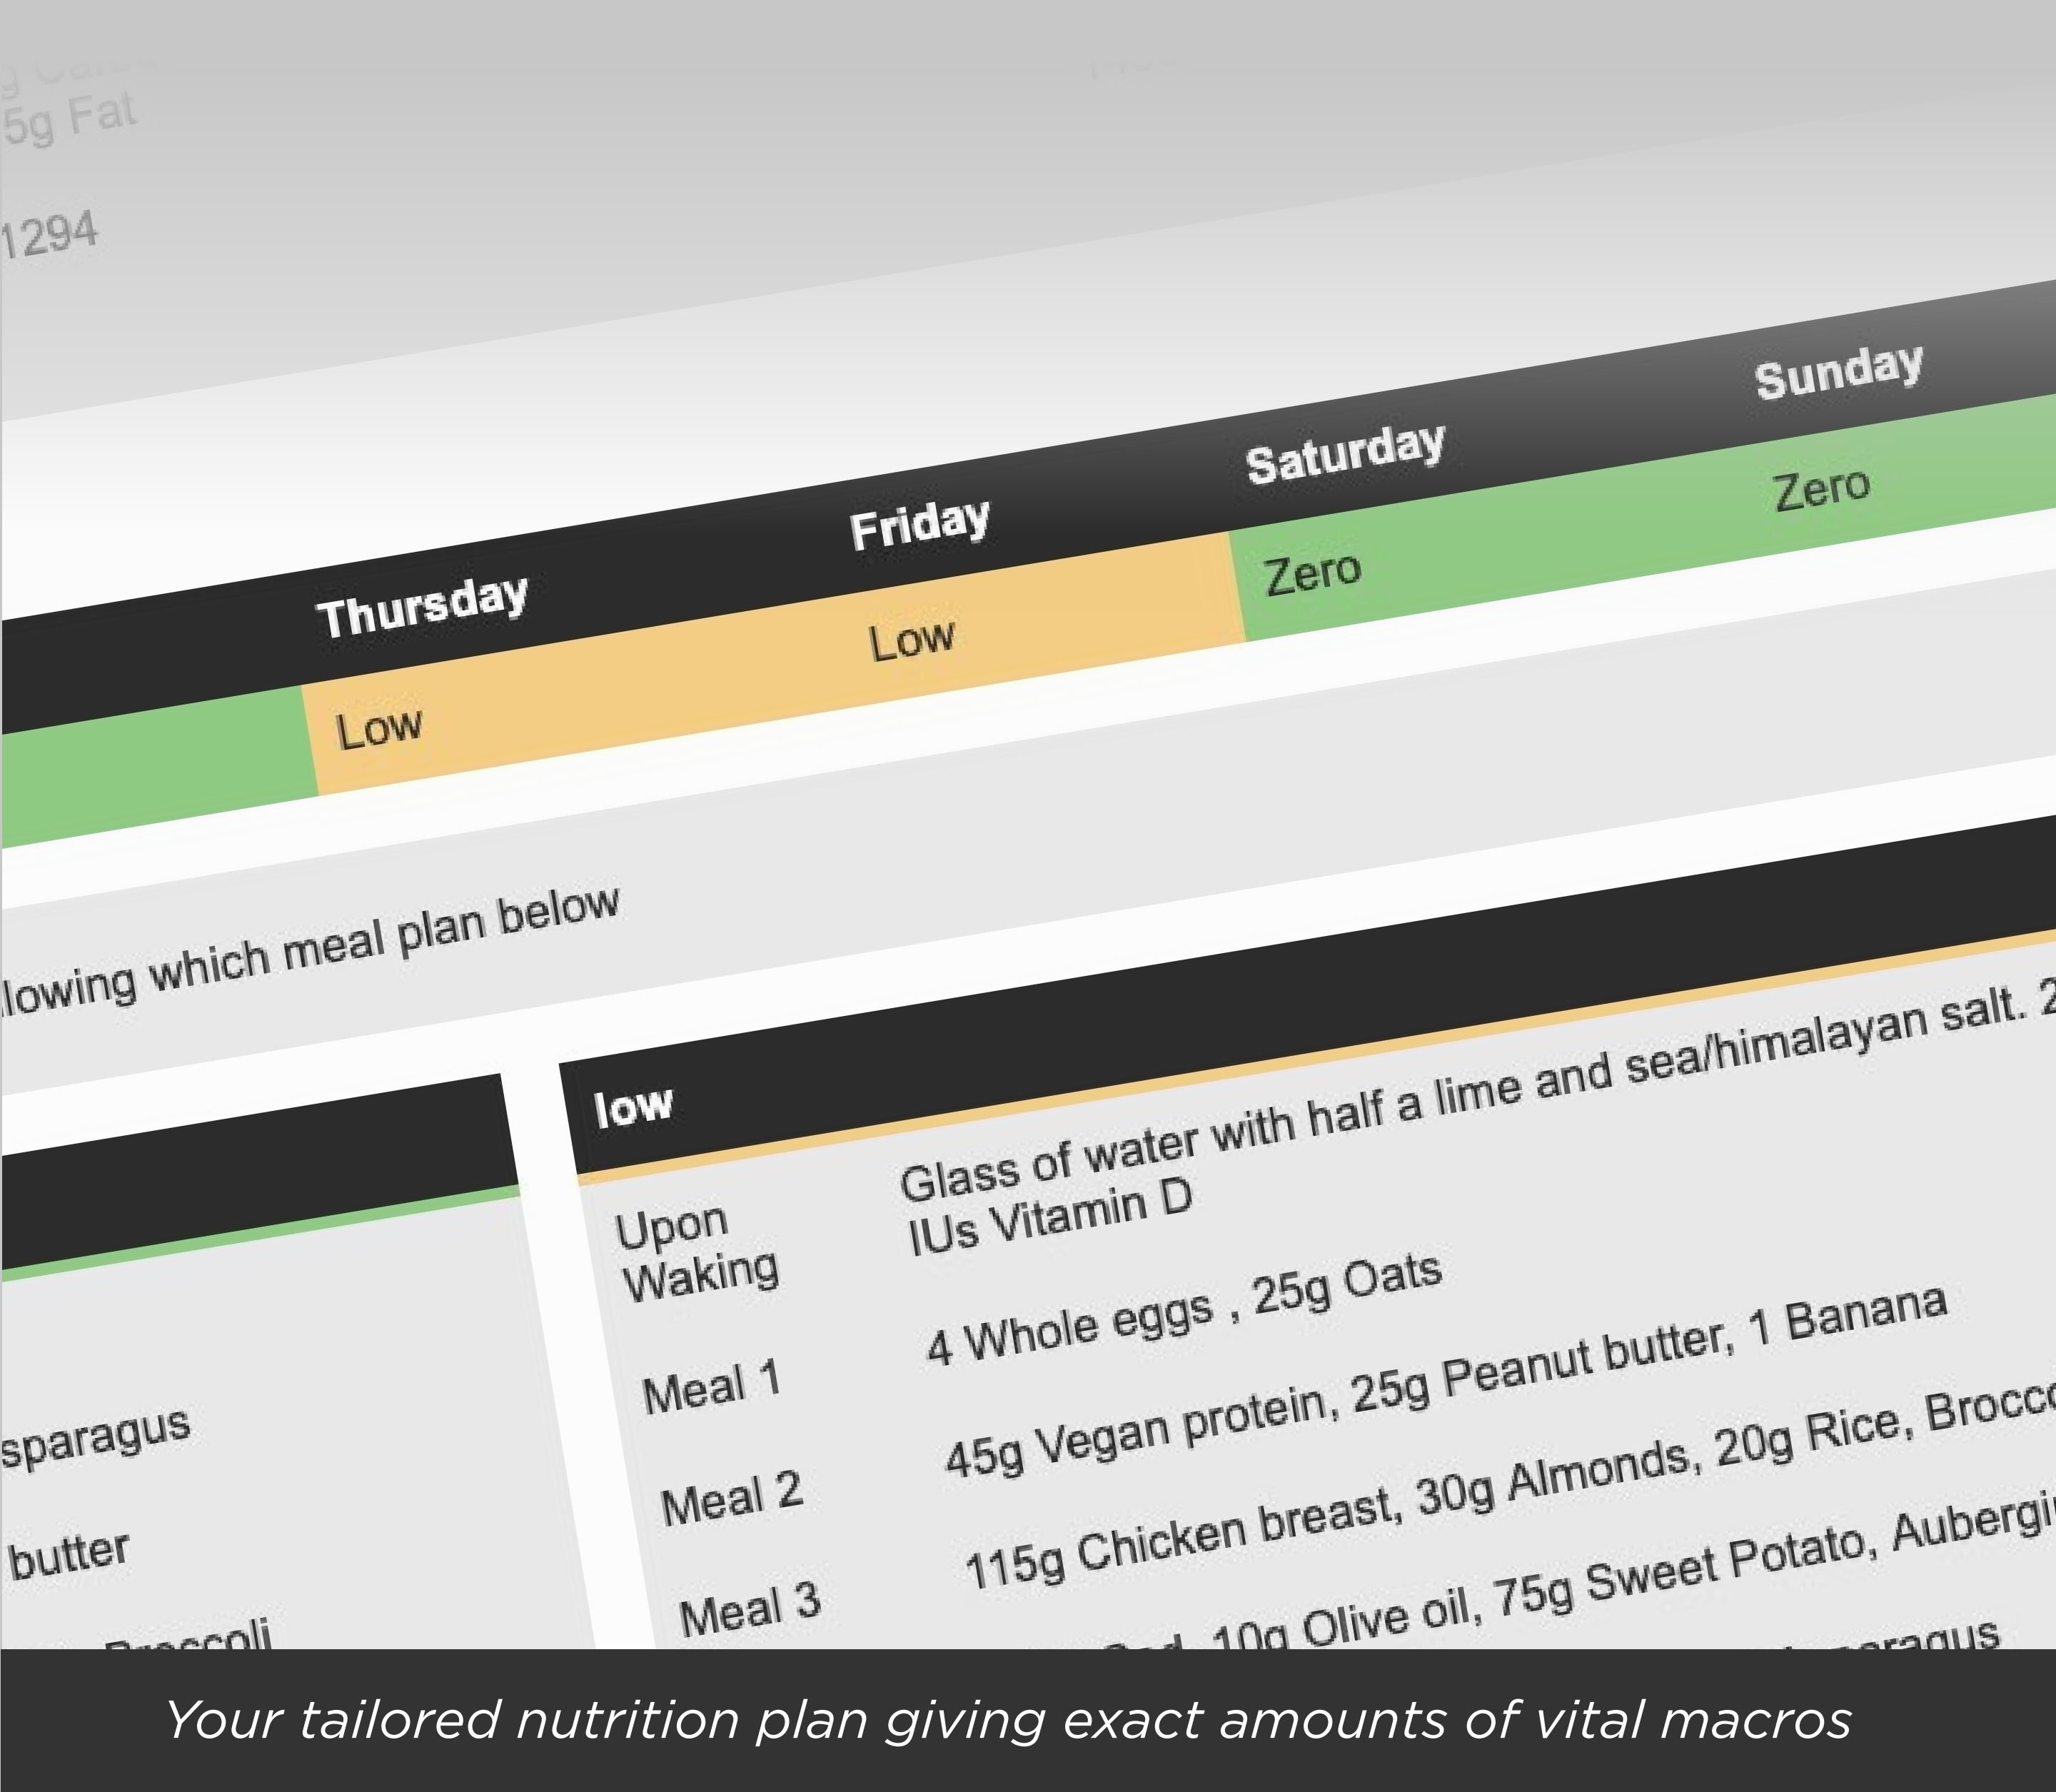 5g Fat
1294
Thursday Friday Saturday Sunday
Low Low Zero Zero
which meal plan below
low
Upon Waking
Glass of water with half a lime and sea/himalayan salt.
IUs Vitamin D
Meal 1 4 Whole eggs , 25g Oats
Meal 2 45g Vegan protein, 25g Peanut butter, 1 Banana
Meal 3 115g Chicken breast, 30g Almonds, 20g Rice,
10g Olive oil, 75g Sweet Potato,
butter
Your tailored nutrition plan giving exact amounts of vital macros